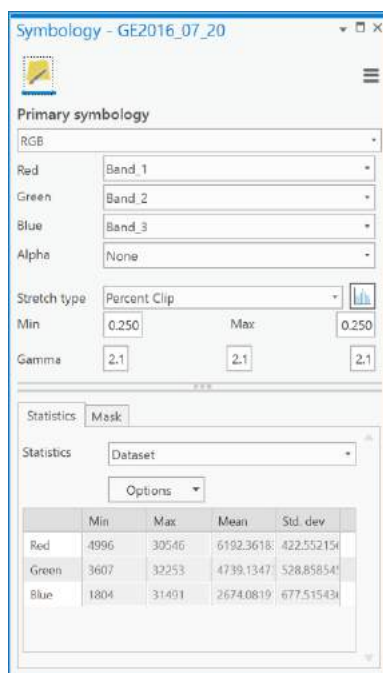 Symbology - GE2016_07_20
Primary symbology
RGB
Red Band_1
Green Band_2
Blue Band_3
Alpha None
Stretch type Percent Clip
Min 0.250 Max 0.250
Gamma 2.1 2.1 2.1
Statistics Mask
Statistics Dataset
Options
Min Max Mean Std. dev
Red 4996 30546 6192.3618 422.55215
Green 3607 32253 4739.1347 528.85854
Blue 1804 31491 2674.0819 677.51543